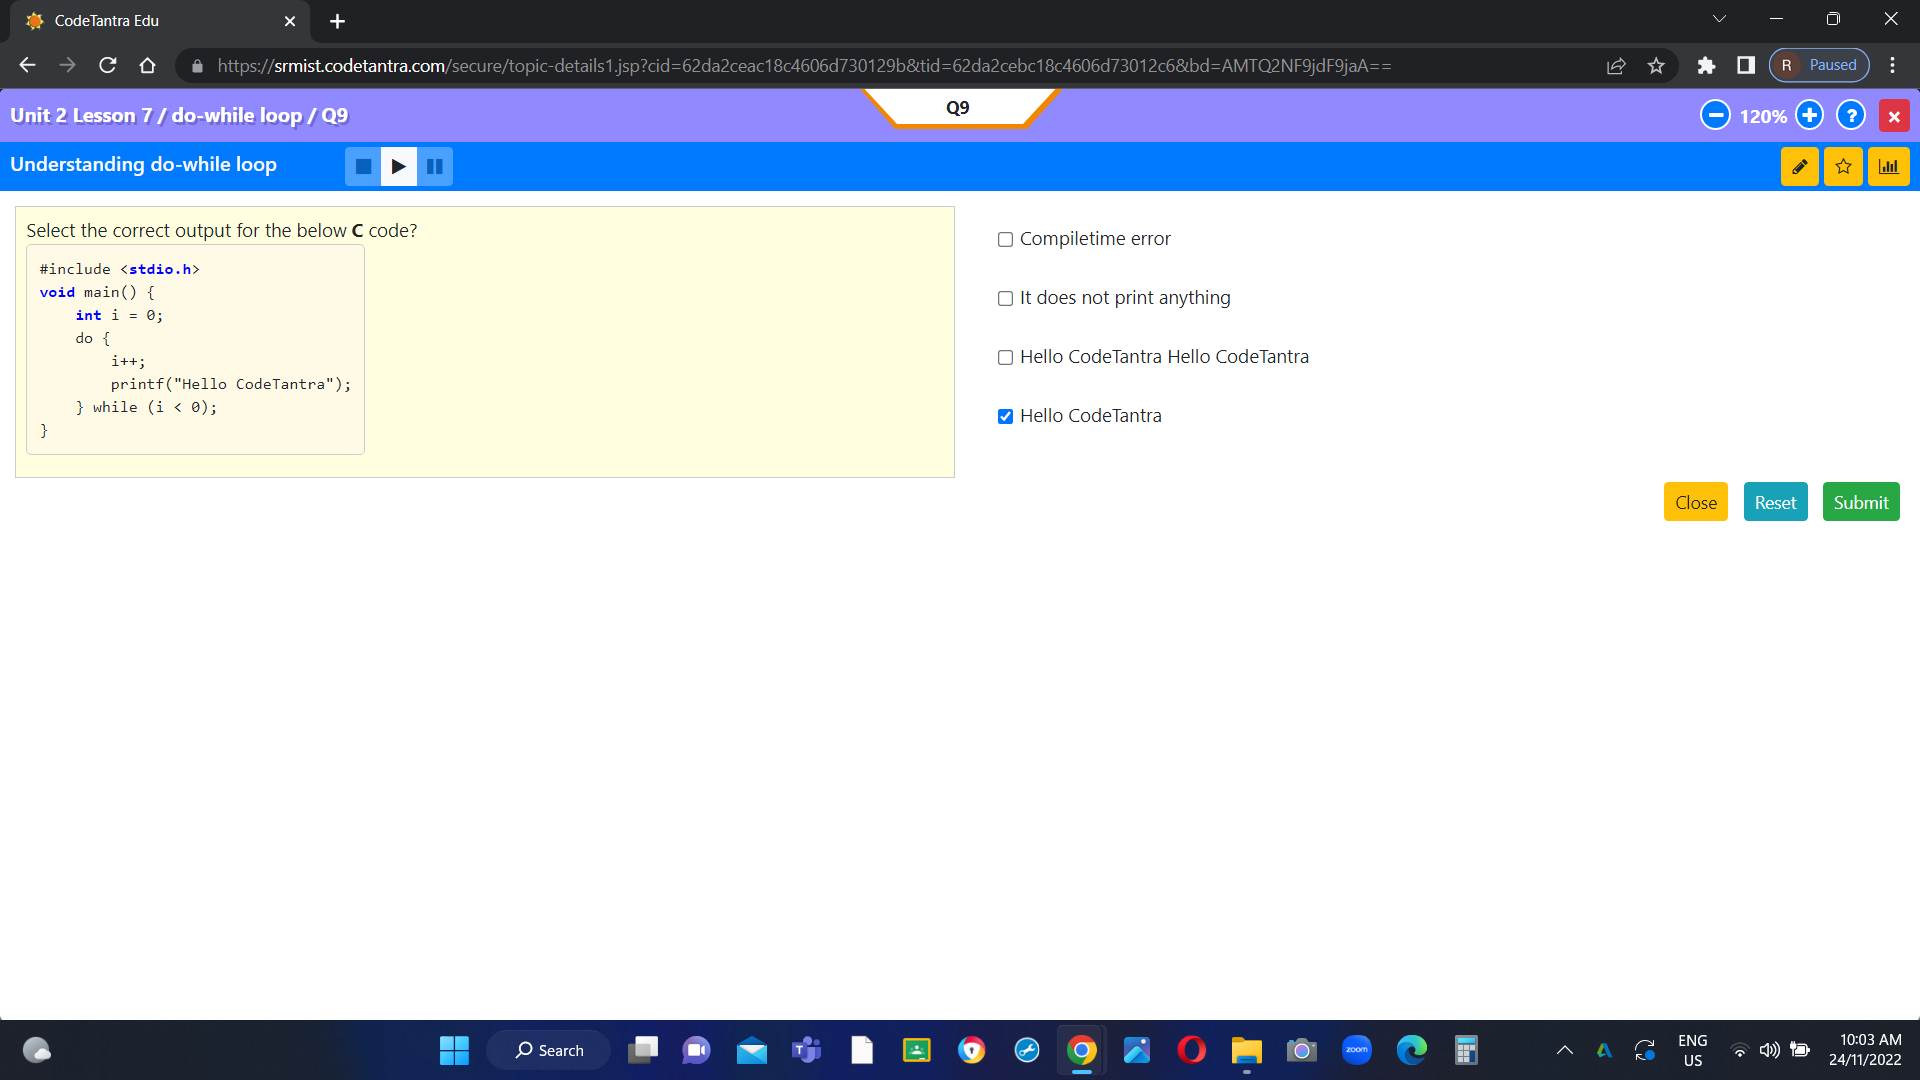 CodeTantra Edu
https://srmist.codetantra.com/secure/topic-details1.jsp?cid=62da2ceac18c4606d730129b&tid=62da2cebc18c4606d73012c6&bd=AMTQ2NF9jdF9jaA==
R Paused
Unit 2 Lesson 7 / do-while loop / Q9
Q9
120%
?
Understanding do-while loop
Select the correct output for the below C code?
#include <stdio.h>
void main() {
    int i = 0;
    do {
        i++;
        printf("Hello CodeTantra");
    } while (i < 0);
}
Compiletime error
It does not print anything
Hello CodeTantra Hello CodeTantra
Hello CodeTantra
Close Reset Submit
Search
zoom
ENG
US
10:03 AM
24/11/2022